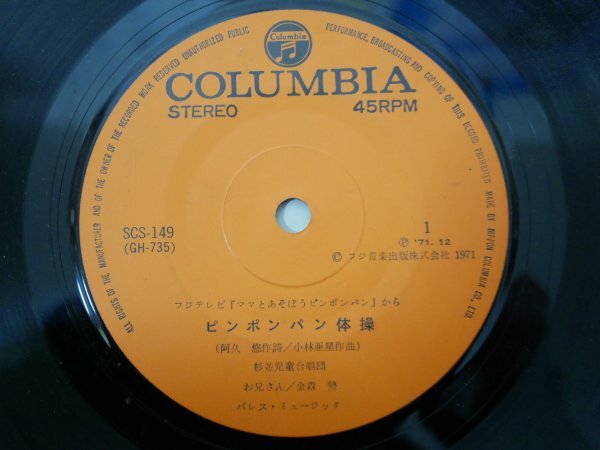 Columbia
COLUMBIA
STEREO
45RPM
SCS-149
(GH-735)
1
Ⓟ '71. 12
© フジ音楽出版株式会社 1971
フジテレビ『ママとあそぼうピンポンパン』から
ピンポンパン体操
(阿久 悠作詩/小林亜星作曲)
杉並児童合唱団
お兄さん/金森 勢
パレス・ミュージック
ALL RIGHTS OF THE MANUFACTURER AND OF THE OWNER OF THE RECORDED WORK RESERVED UNAUTHORIZED PUBLIC PERFORMANCE, BROADCASTING AND COPYING OF THIS RECORD PROHIBITED MADE BY NIPPON COLUMBIA CO., LTD.